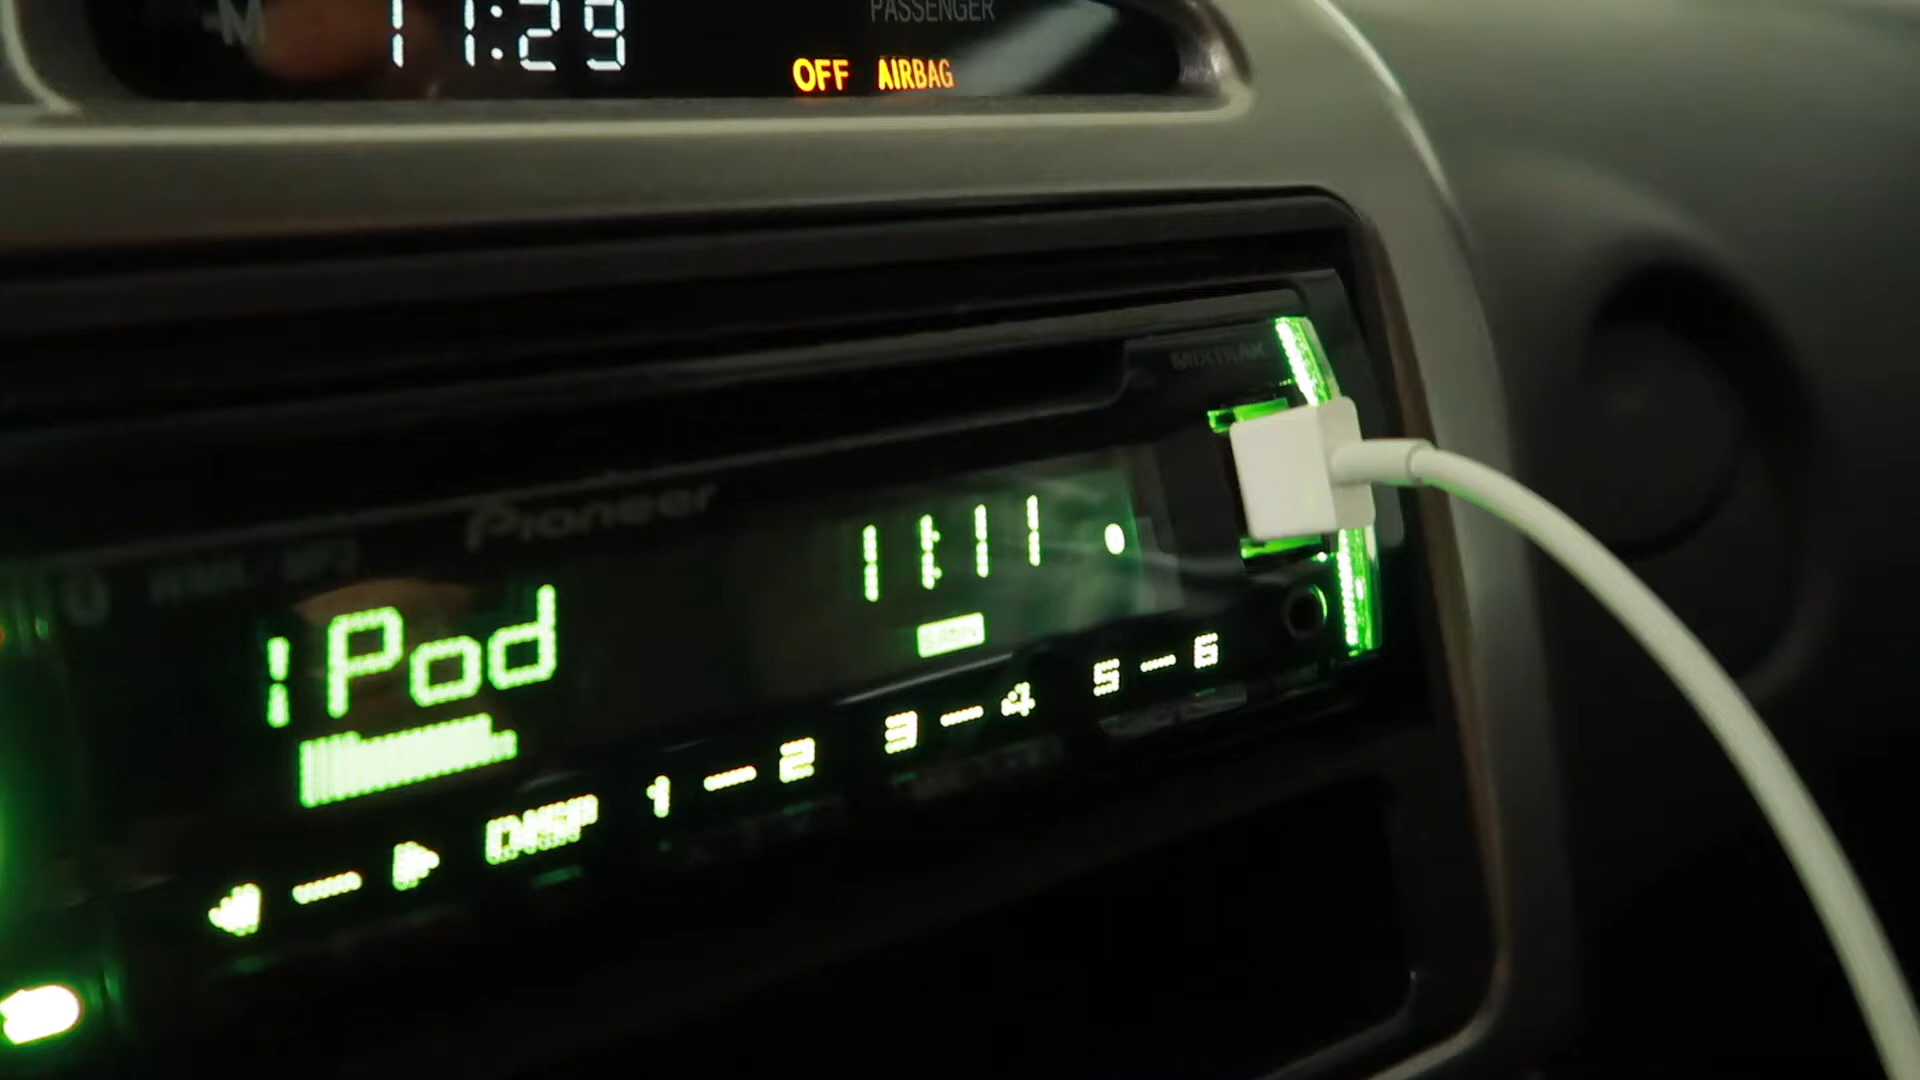 PASSENGER
11:29
OFF AIRBAG
MIXTRAX
Pioneer
iPod
11:11
DISP
1 — 2
3 — 4
5 — 6